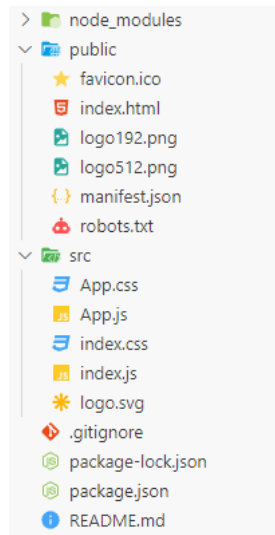 node_modules
public
favicon.ico
index.html
logo192.png
logo512.png
manifest.json
robots.txt
src
App.css
App.js
index.css
index.js
logo.svg
.gitignore
package-lock.json
package.json
README.md